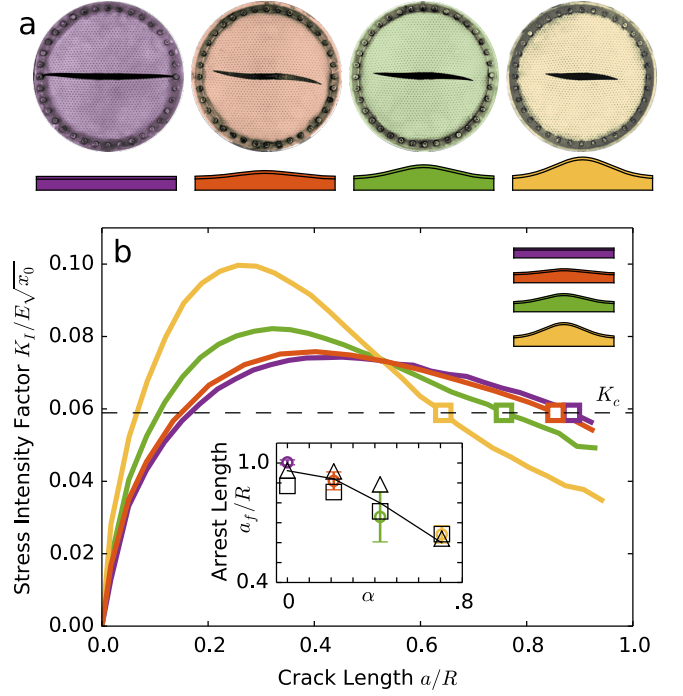 a
b
Stress Intensity Factor K_I/E√x_0
0.10
0.08
0.06
0.04
0.02
0.00
K_c
Arrest Length
a_f/R
1.0
0.4
0
α
.8
0.0
0.2
0.4
0.6
0.8
1.0
Crack Length a/R